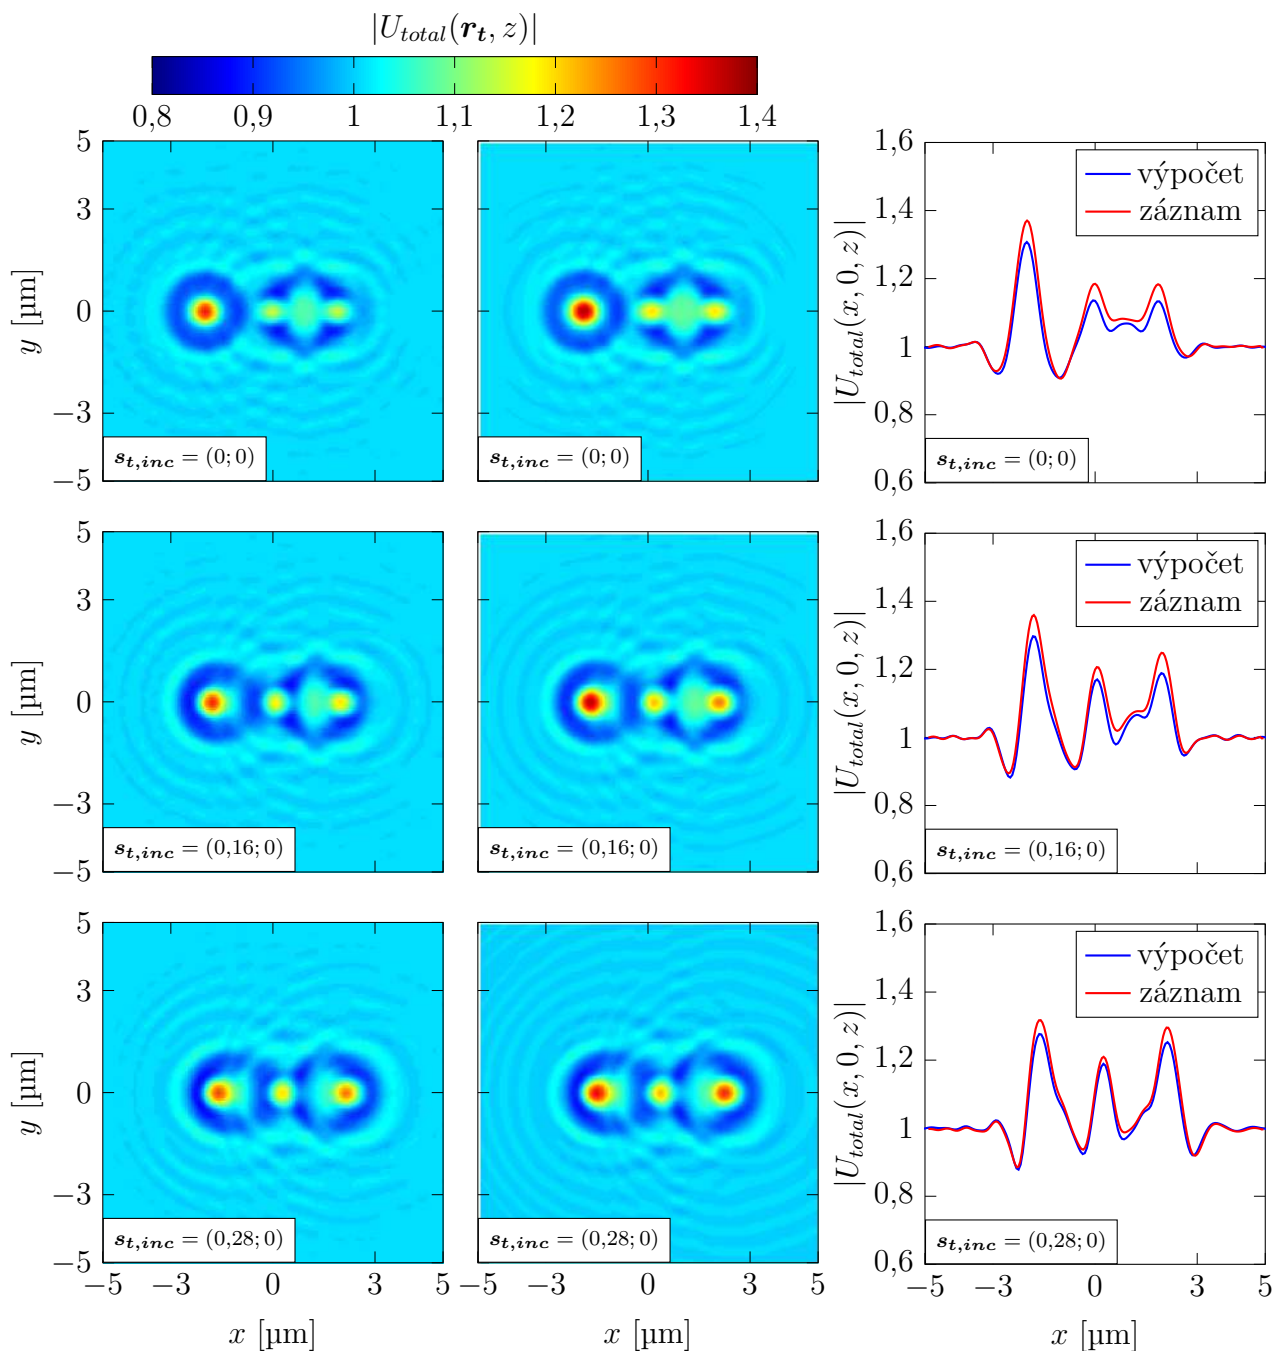 |U_total(r_t, z)|
0,8 0,9 1 1,1 1,2 1,3 1,4
5
3
0
−3
−5
y [µm]
s_t,inc = (0; 0)
s_t,inc = (0; 0)
1,6
1,4
1,2
1
0,8
0,6
|U_total(x, 0, z)|
výpočet
záznam
s_t,inc = (0; 0)
5
3
0
−3
−5
y [µm]
s_t,inc = (0,16; 0)
s_t,inc = (0,16; 0)
1,6
1,4
1,2
1
0,8
0,6
|U_total(x, 0, z)|
výpočet
záznam
s_t,inc = (0,16; 0)
5
3
0
−3
−5
y [µm]
s_t,inc = (0,28; 0)
s_t,inc = (0,28; 0)
1,6
1,4
1,2
1
0,8
0,6
|U_total(x, 0, z)|
výpočet
záznam
s_t,inc = (0,28; 0)
−5 −3 0 3 5
−5 −3 0 3 5
−5 −3 0 3 5
x [µm]
x [µm]
x [µm]